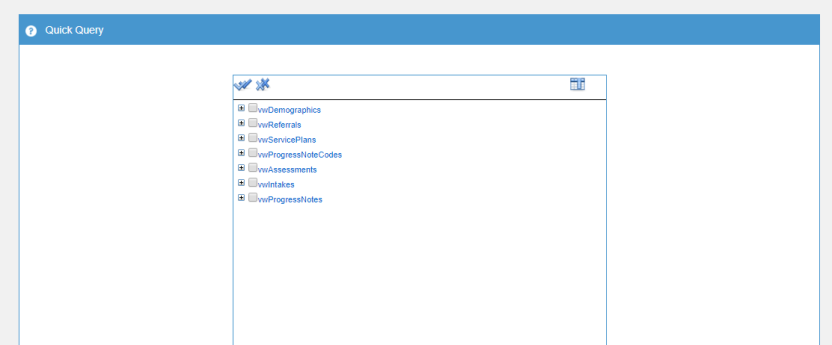 Quick Query
vwDemographics
vwReferrals
vwServicePlans
vwProgressNoteCodes
vwAssessments
vwIntakes
vwProgressNotes